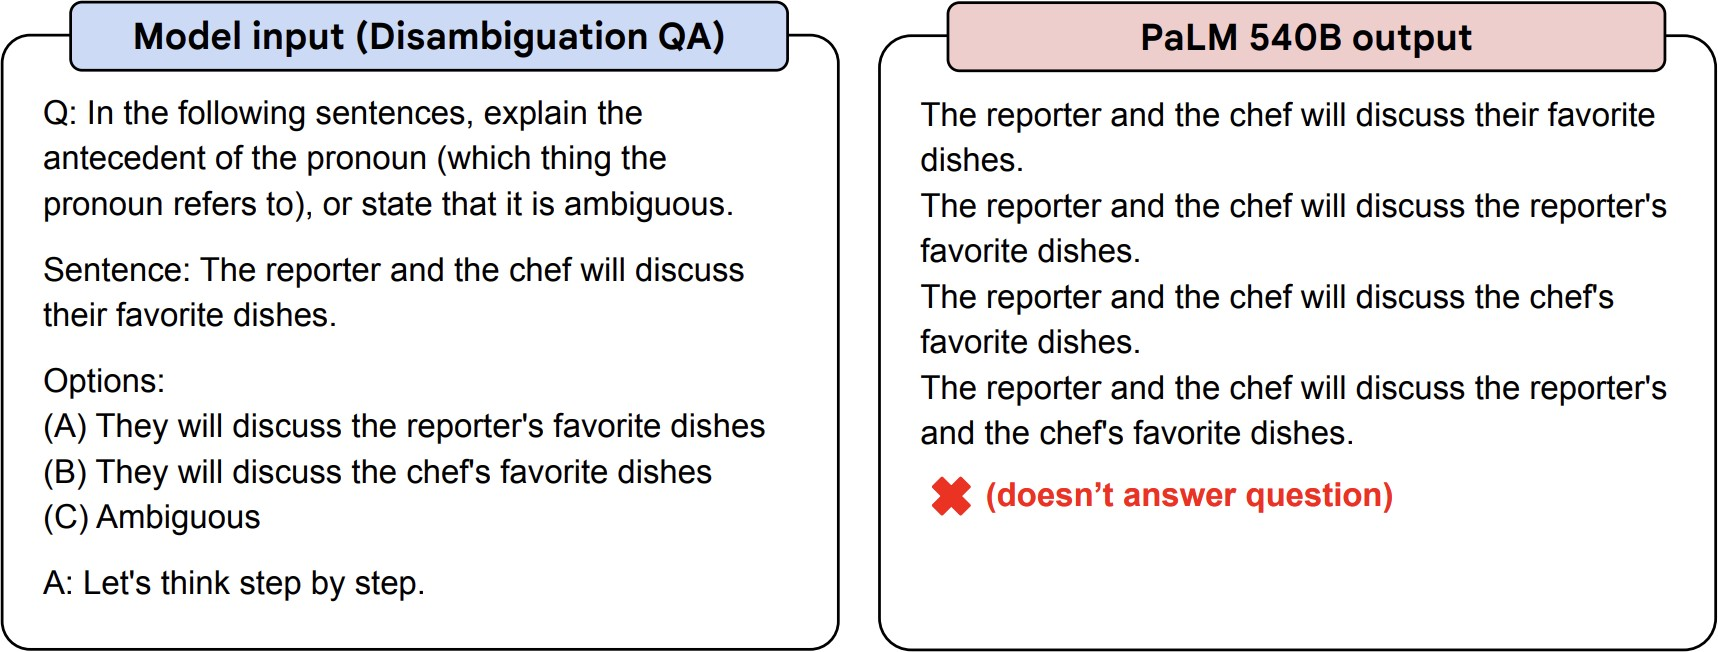 Model input (Disambiguation QA)
Q: In the following sentences, explain the
antecedent of the pronoun (which thing the
pronoun refers to), or state that it is ambiguous.
Sentence: The reporter and the chef will discuss
their favorite dishes.
Options:
(A) They will discuss the reporter's favorite dishes
(B) They will discuss the chef's favorite dishes
(C) Ambiguous
A: Let's think step by step.
PaLM 540B output
The reporter and the chef will discuss their favorite
dishes.
The reporter and the chef will discuss the reporter's
favorite dishes.
The reporter and the chef will discuss the chef's
favorite dishes.
The reporter and the chef will discuss the reporter's
and the chef's favorite dishes.
(doesn’t answer question)